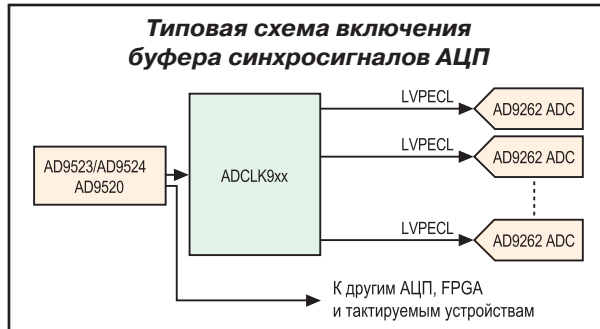 Типовая схема включения
буфера синхросигналов АЦП
LVPECL
AD9262 ADC
LVPECL
AD9262 ADC
AD9523/AD9524
AD9520
ADCLK9xx
LVPECL
AD9262 ADC
К другим АЦП, FPGA
и тактируемым устройствам